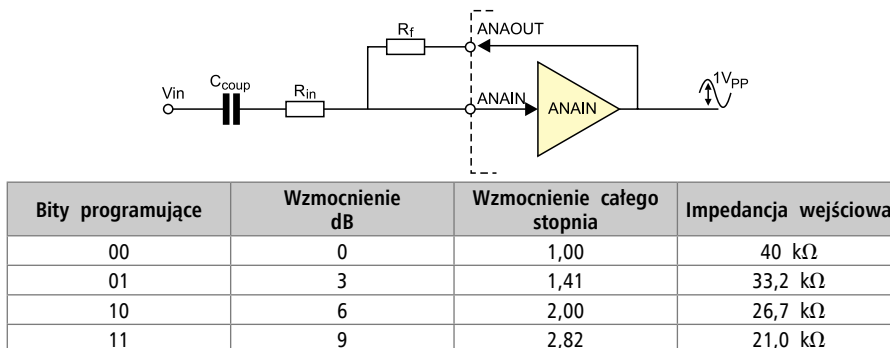 Rf ANAOUT
Vin Ccoup Rin ANAIN ANAIN 1VPP
Bity programujące Wzmocnienie dB Wzmocnienie całego stopnia Impedancja wejściowa
00 0 1,00 40 kΩ
01 3 1,41 33,2 kΩ
10 6 2,00 26,7 kΩ
11 9 2,82 21,0 kΩ